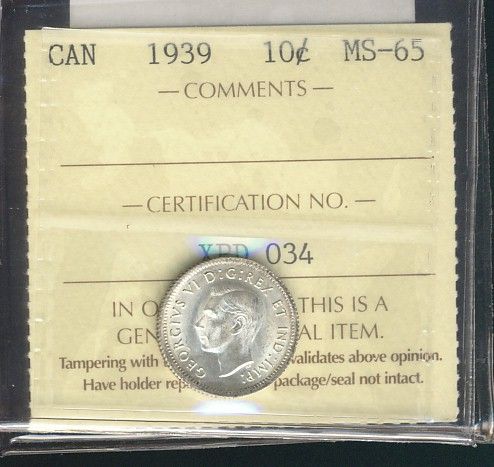 CAN 1939 10¢ MS-65
— COMMENTS —
— CERTIFICATION NO. —
XPD 034
GEORGIVS VI D:G:REX ET IND:IMP:
IN O THIS IS A
GEN AL ITEM.
Tampering with validates above opinion.
Have holder rep package/seal not intact.